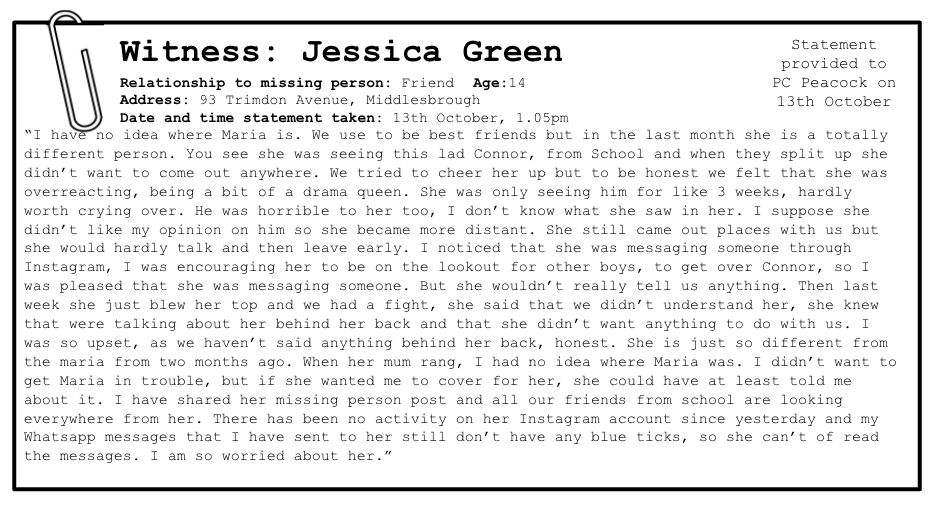 Witness: Jessica Green
Relationship to missing person: Friend Age:14
Address: 93 Trimdon Avenue, Middlesbrough
Date and time statement taken: 13th October, 1.05pm
Statement
provided to
PC Peacock on
13th October
“I have no idea where Maria is. We use to be best friends but in the last month she is a totally
different person. You see she was seeing this lad Connor, from School and when they split up she
didn’t want to come out anywhere. We tried to cheer her up but to be honest we felt that she was
overreacting, being a bit of a drama queen. She was only seeing him for like 3 weeks, hardly
worth crying over. He was horrible to her too, I don’t know what she saw in her. I suppose she
didn’t like my opinion on him so she became more distant. She still came out places with us but
she would hardly talk and then leave early. I noticed that she was messaging someone through
Instagram, I was encouraging her to be on the lookout for other boys, to get over Connor, so I
was pleased that she was messaging someone. But she wouldn’t really tell us anything. Then last
week she just blew her top and we had a fight, she said that we didn’t understand her, she knew
that were talking about her behind her back and that she didn’t want anything to do with us. I
was so upset, as we haven’t said anything behind her back, honest. She is just so different from
the maria from two months ago. When her mum rang, I had no idea where Maria was. I didn’t want to
get Maria in trouble, but if she wanted me to cover for her, she could have at least told me
about it. I have shared her missing person post and all our friends from school are looking
everywhere from her. There has been no activity on her Instagram account since yesterday and my
Whatsapp messages that I have sent to her still don’t have any blue ticks, so she can’t of read
the messages. I am so worried about her.”